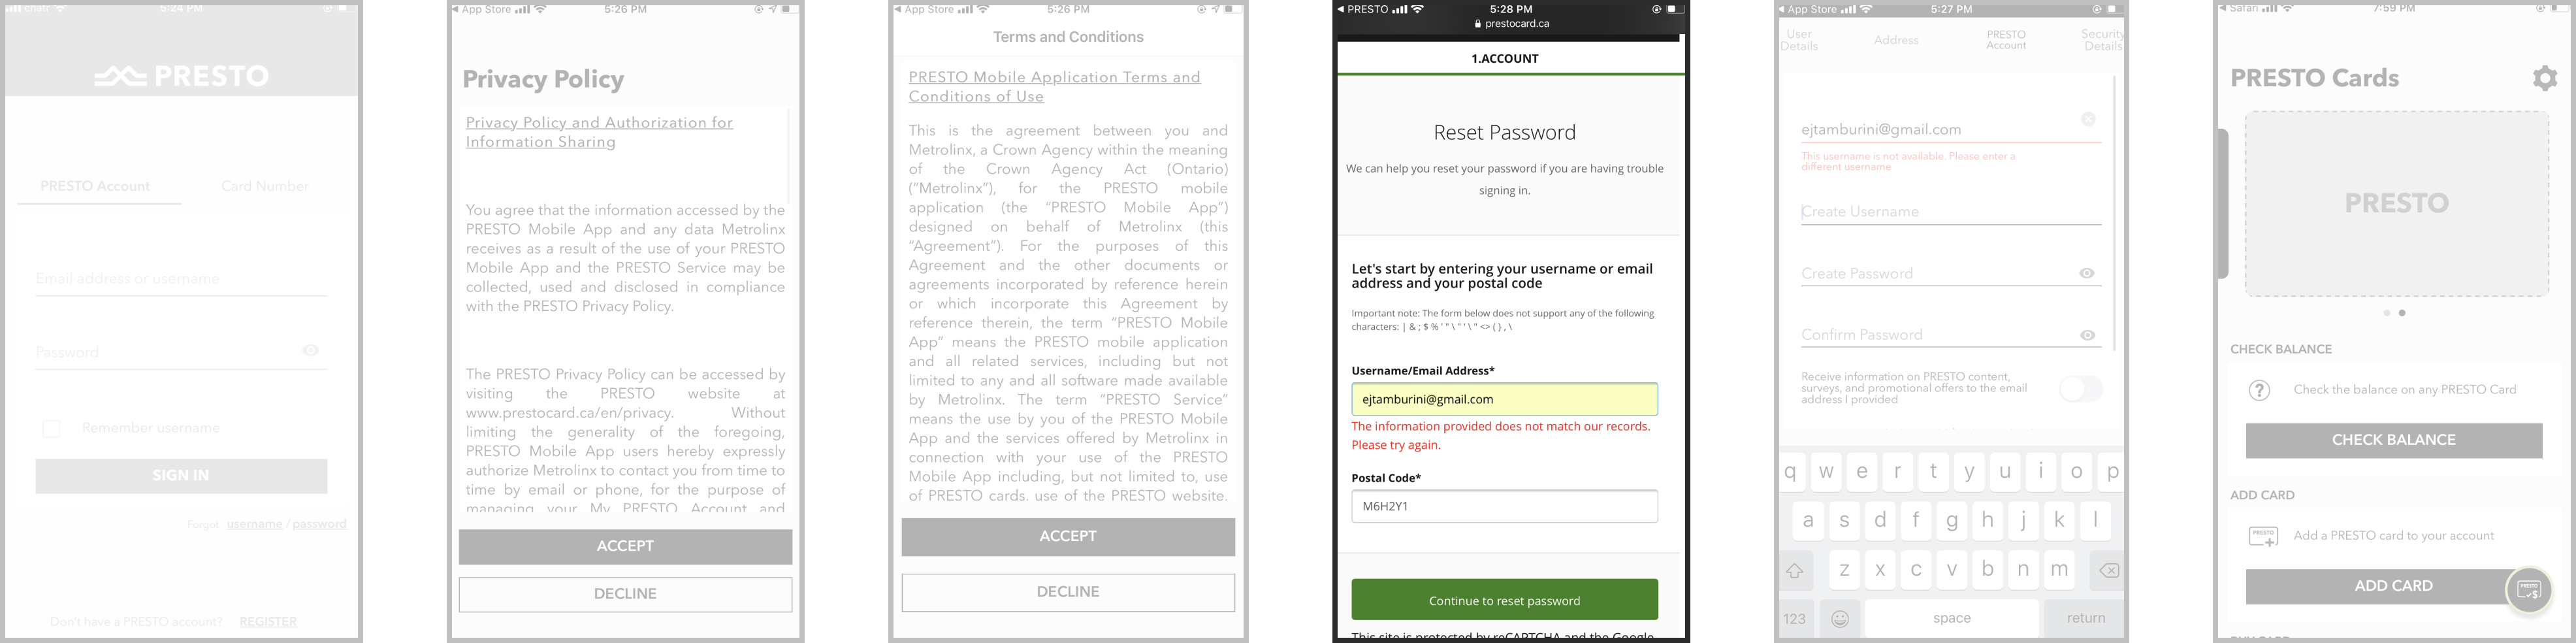 chatr 5:24 PM
PRESTO
PRESTO Account Card Number
Email address or username
Password
Remember username
SIGN IN
Forgot username / password
Don't have a PRESTO account? REGISTER
App Store 5:26 PM
Privacy Policy
Privacy Policy and Authorization for
Information Sharing
You agree that the information accessed by the
PRESTO Mobile App and any data Metrolinx
receives as a result of the use of your PRESTO
Mobile App and the PRESTO Service may be
collected, used and disclosed in compliance
with the PRESTO Privacy Policy.
The PRESTO Privacy Policy can be accessed by
visiting the PRESTO website at
www.prestocard.ca/en/privacy. Without
limiting the generality of the foregoing,
PRESTO Mobile App users hereby expressly
authorize Metrolinx to contact you from time to
time by email or phone, for the purpose of
managing your My PRESTO Account and
ACCEPT
DECLINE
App Store 5:26 PM
Terms and Conditions
PRESTO Mobile Application Terms and
Conditions of Use
This is the agreement between you and
Metrolinx, a Crown Agency within the meaning
of the Crown Agency Act (Ontario)
(“Metrolinx”), for the PRESTO mobile
application (the “PRESTO Mobile App”)
designed on behalf of Metrolinx (this
“Agreement”). For the purposes of this
Agreement and the other documents or
agreements incorporated by reference herein
or which incorporate this Agreement by
reference therein, the term “PRESTO Mobile
App” means the PRESTO mobile application
and all related services, including but not
limited to any and all software made available
by Metrolinx. The term “PRESTO Service”
means the use by you of the PRESTO Mobile
App and the services offered by Metrolinx in
connection with your use of the PRESTO
Mobile App including, but not limited to, use
of PRESTO cards, use of the PRESTO website,
ACCEPT
DECLINE
PRESTO 5:28 PM
prestocard.ca
1.ACCOUNT
Reset Password
We can help you reset your password if you are having trouble
signing in.
Let's start by entering your username or email
address and your postal code
Important note: The form below does not support any of the following
characters: | & ; $ % ' " \ " ' \ " <> ( ) , \
Username/Email Address*
ejtamburini@gmail.com
The information provided does not match our records.
Please try again.
Postal Code*
M6H2Y1
Continue to reset password
This site is protected by reCAPTCHA and the Google
App Store 5:27 PM
User
Details
Address
PRESTO
Account
Security
Details
ejtamburini@gmail.com
This username is not available. Please enter a
different username
Create Username
Create Password
Confirm Password
Receive information on PRESTO content,
surveys, and promotional offers to the email
address I provided
q w e r t y u i o p
a s d f g h j k l
z x c v b n m
123 space return
Safari 7:59 PM
PRESTO Cards
PRESTO
CHECK BALANCE
Check the balance on any PRESTO Card
CHECK BALANCE
ADD CARD
PRESTO
Add a PRESTO card to your account
ADD CARD
PRESTO